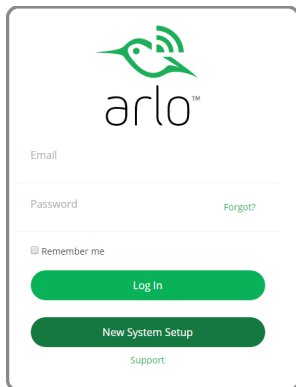 arlo™
Email
Password
Forgot?
Remember me
Log In
New System Setup
Support